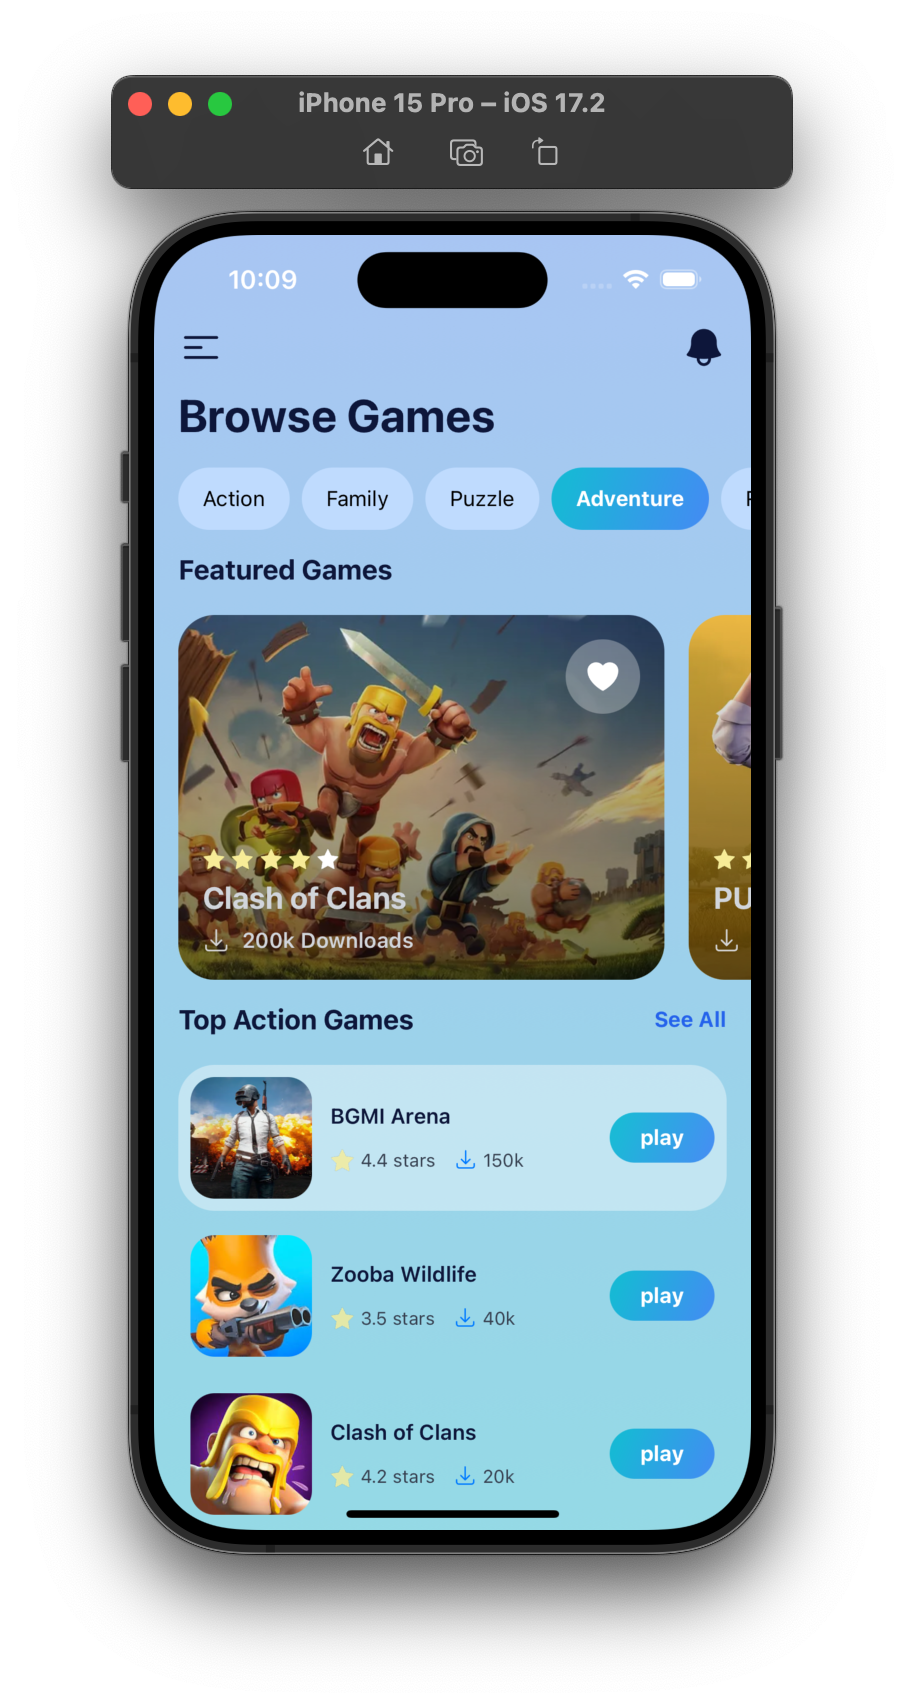 iPhone 15 Pro – iOS 17.2
10:09
Browse Games
Action Family Puzzle Adventure
Featured Games
Clash of Clans
200k Downloads
PU
Top Action Games See All
BGMI Arena
4.4 stars 150k
play
Zooba Wildlife
3.5 stars 40k
play
Clash of Clans
4.2 stars 20k
play